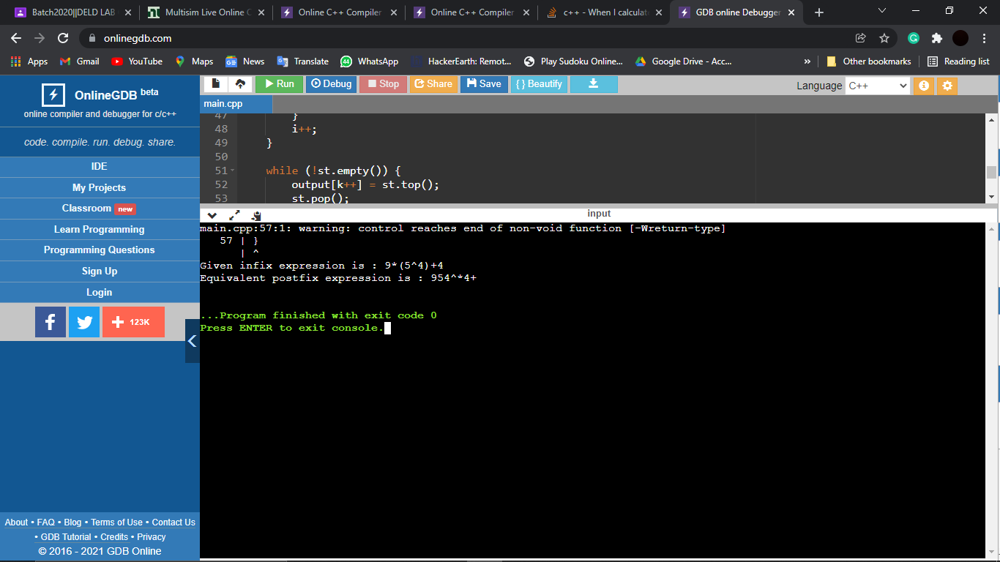 Batch2020||DELD LAB
Multisim Live Online C
Online C++ Compiler
Online C++ Compiler
c++ - When I calculat
GDB online Debugger
onlinegdb.com
Apps
Gmail
YouTube
Maps
News
Translate
44
WhatsApp
HackerEarth: Remot...
Play Sudoku Online...
Google Drive - Acc...
»
Other bookmarks
Reading list
OnlineGDB beta
online compiler and debugger for c/c++
code. compile. run. debug. share.
IDE
My Projects
Classroom new
Learn Programming
Programming Questions
Sign Up
Login
123K
About • FAQ • Blog • Terms of Use • Contact Us
• GDB Tutorial • Credits • Privacy
© 2016 - 2021 GDB Online
Run
Debug
Stop
Share
Save
{ } Beautify
Language C++
main.cpp
47 }
48 i++;
49 }
50
51 while (!st.empty()) {
52 output[k++] = st.top();
53 st.pop();
input
main.cpp:57:1: warning: control reaches end of non-void function [-Wreturn-type]
57 | }
| ^
Given infix expression is : 9*(5^4)+4
Equivalent postfix expression is : 954^*4+
...Program finished with exit code 0
Press ENTER to exit console.